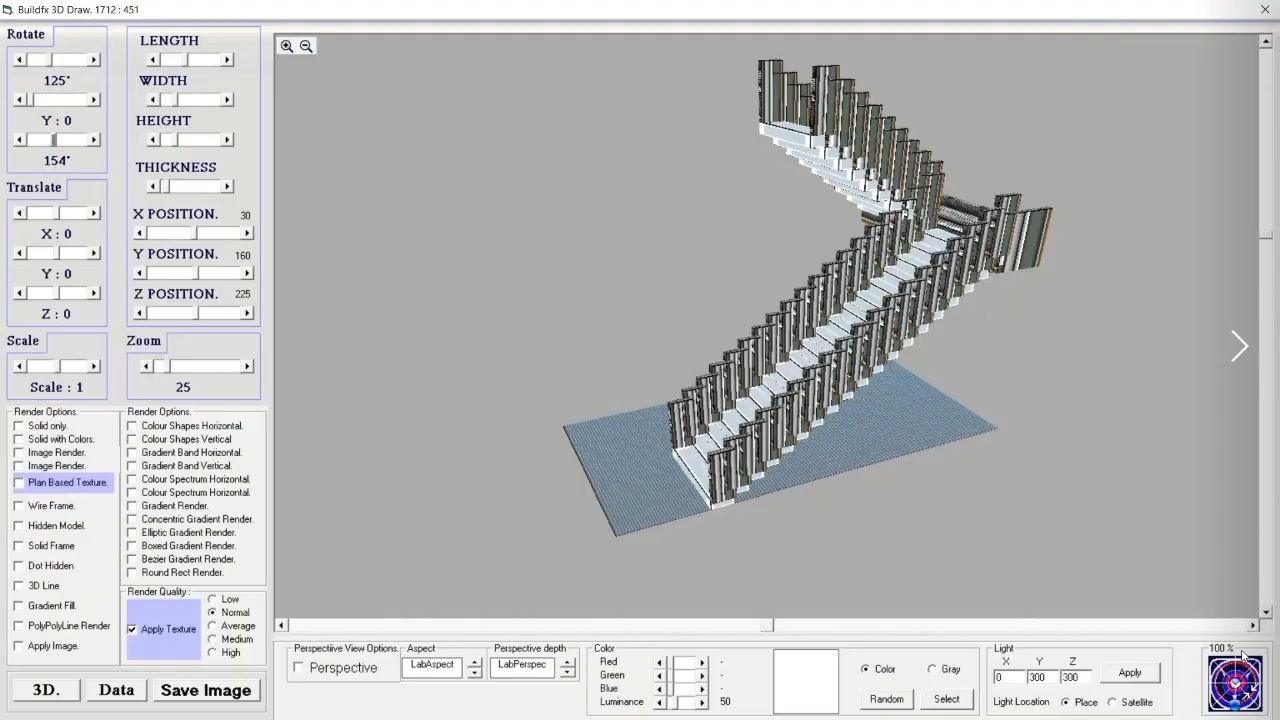 Buildfx 3D Draw. 1712 : 451
Rotate
125°
Y : 0
154°
Translate
X : 0
Y : 0
Z : 0
Scale
Scale : 1
LENGTH
WIDTH
HEIGHT
THICKNESS
X POSITION. 30
Y POSITION. 160
Z POSITION. 225
Zoom
25
Render Options.
Solid only.
Solid with Colors.
Image Render.
Image Render.
Plan Based Texture.
Wire Frame.
Hidden Model.
Solid Frame
Dot Hidden
3D Line
Gradient Fill.
PolyPolyLine Render
Apply Image.
Render Options.
Colour Shapes Horizontal.
Colour Shapes Vertical
Gradient Band Horizontal.
Gradient Band Vertical.
Colour Spectrum Horizontal.
Colour Spectrum Horizontal.
Gradient Render.
Concentric Gradient Render.
Elliptic Gradient Render.
Boxed Gradient Render.
Bezier Gradient Render.
Round Rect Render.
Render Quality :
Apply Texture
Low
Normal
Average
Medium
High
3D.
Data
Save Image
Perspective View Options.
Perspective
Aspect
LabAspect
Perspective depth
LabPerspec
Color
Red -
Green -
Blue -
Luminance 50
Color
Gray
Random
Select
Light
X Y Z
0 300 300
Apply
Light Location
Place
Satellite
100 %